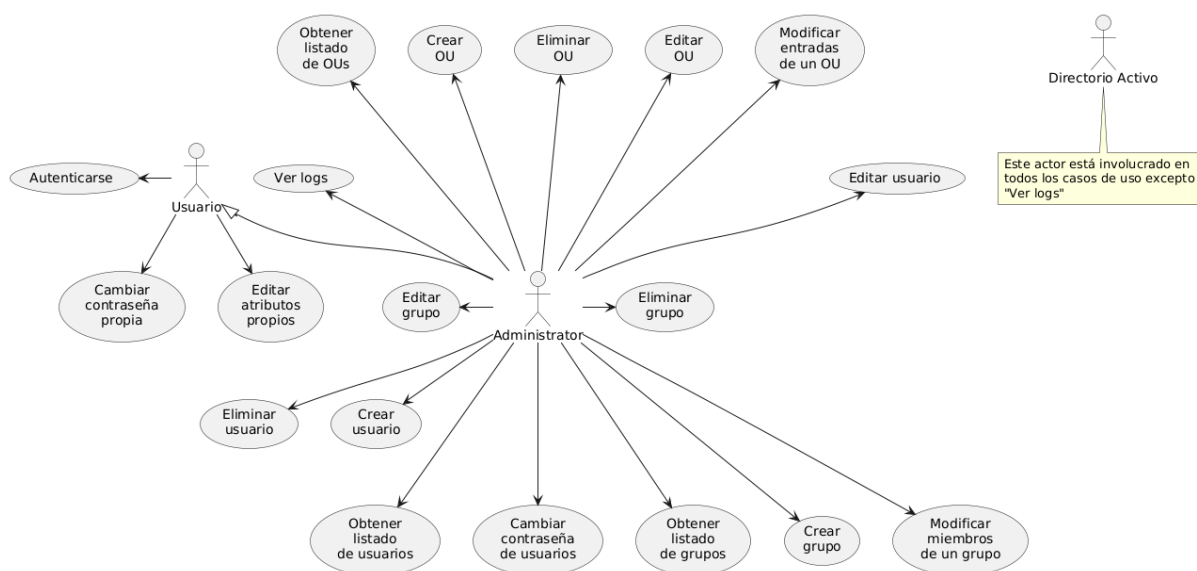 Obtener
listado
de OUs
Crear
OU
Eliminar
OU
Editar
OU
Modificar
entradas
de un OU
Directorio Activo
Este actor está involucrado en
todos los casos de uso excepto
"Ver logs"
Autenticarse
Usuario
Ver logs
Editar usuario
Cambiar
contraseña
propia
Editar
atributos
propios
Editar
grupo
Administrator
Eliminar
grupo
Eliminar
usuario
Crear
usuario
Obtener
listado
de usuarios
Cambiar
contraseña
de usuarios
Obtener
listado
de grupos
Crear
grupo
Modificar
miembros
de un grupo